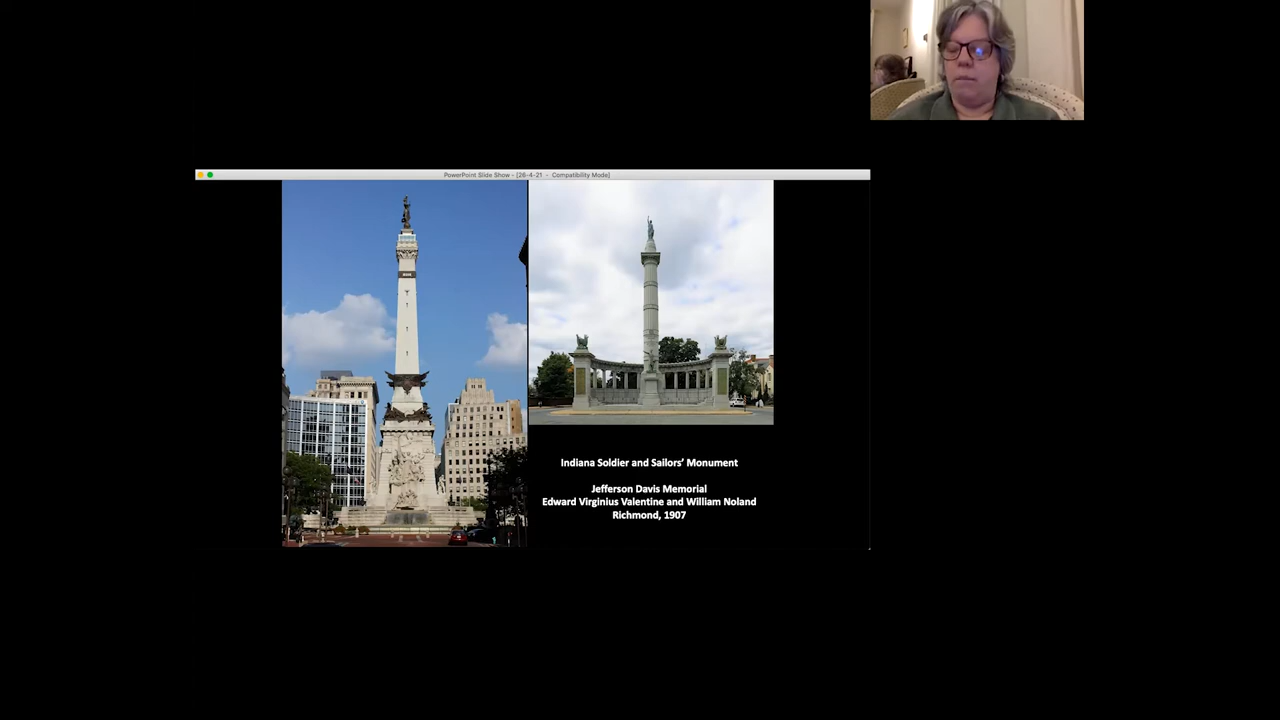 PowerPoint Slide Show - [26-4-21 - Compatibility Mode]
Indiana Soldier and Sailors' Monument
Jefferson Davis Memorial
Edward Virginius Valentine and William Noland
Richmond, 1907